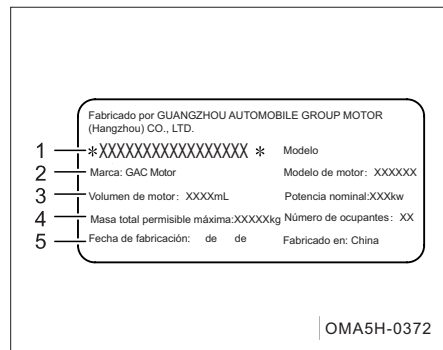 Fabricado por GUANGZHOU AUTOMOBILE GROUP MOTOR
(Hangzhou) CO., LTD.
1 *XXXXXXXXXXXXXXXXX * Modelo
2 Marca: GAC Motor Modelo de motor: XXXXXX
3 Volumen de motor: XXXXmL Potencia nominal:XXXkw
4 Masa total permisible máxima:XXXXXkg Número de ocupantes: XX
5 Fecha de fabricación: de de Fabricado en: China
OMA5H-0372